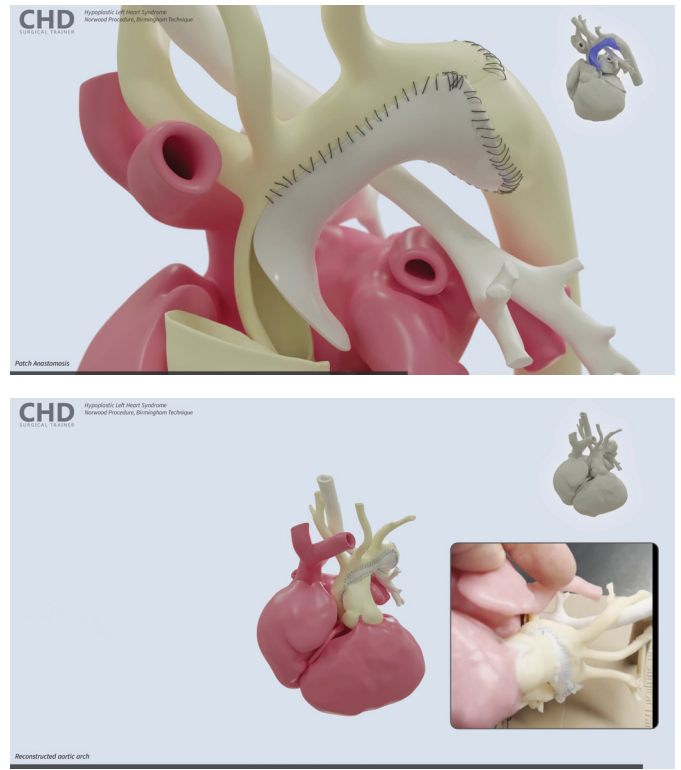 CHD
SURGICAL TRAINER
Hypoplastic Left Heart Syndrome
Norwood Procedure, Birmingham Technique
Patch Anastomosis
CHD
SURGICAL TRAINER
Hypoplastic Left Heart Syndrome
Norwood Procedure, Birmingham Technique
Reconstructed aortic arch